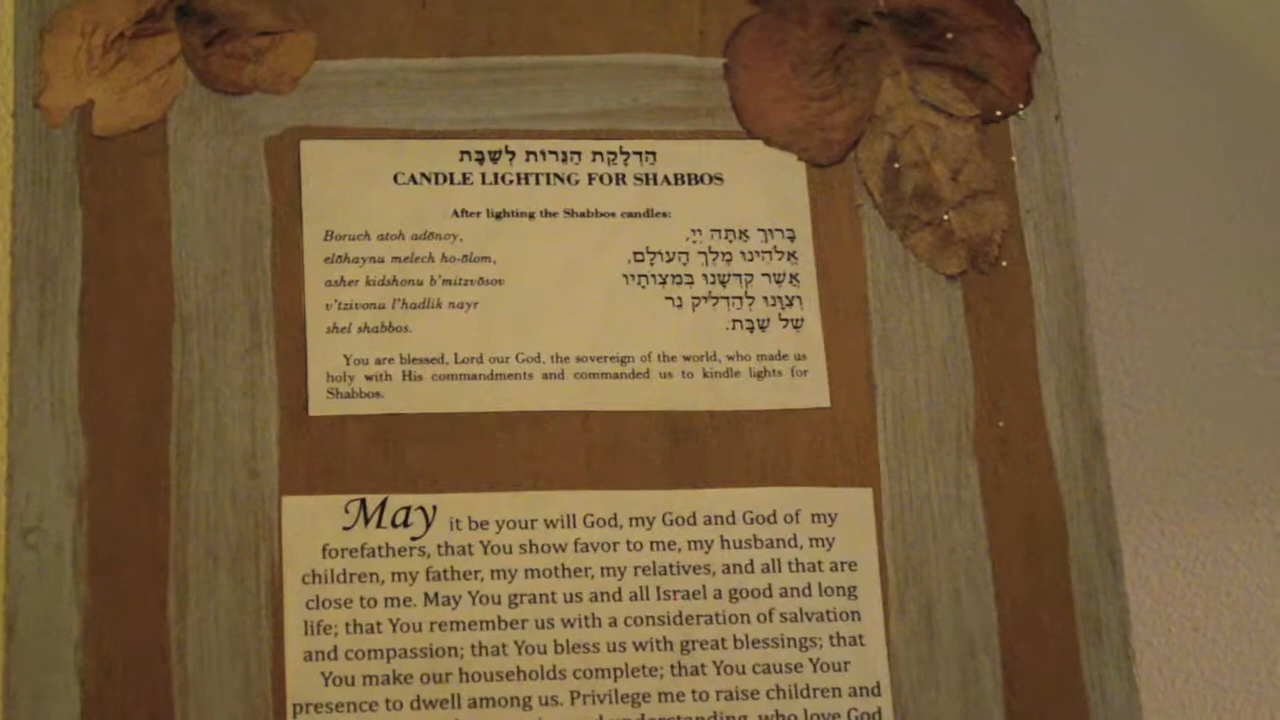 הַדְלָקַת הַנֵּרוֹת לְשַׁבָּת
CANDLE LIGHTING FOR SHABBOS
After lighting the Shabbos candles:
Boruch atoh adōnoy,
elōhaynu melech ho-ōlom,
asher kidshonu b'mitzvōsov
v'tzivonu l'hadlik nayr
shel shabbos.
בָּרוּךְ אַתָּה יְיָ,
אֱלֹהֵינוּ מֶלֶךְ הָעוֹלָם,
אֲשֶׁר קִדְּשָׁנוּ בְּמִצְוֹתָיו
וְצִוָּנוּ לְהַדְלִיק נֵר
שֶׁל שַׁבָּת.
You are blessed, Lord our God, the sovereign of the world, who made us
holy with His commandments and commanded us to kindle lights for
Shabbos.
May it be your will God, my God and God of my
forefathers, that You show favor to me, my husband, my
children, my father, my mother, my relatives, and all that are
close to me. May You grant us and all Israel a good and long
life; that You remember us with a consideration of salvation
and compassion; that You bless us with great blessings; that
You make our households complete; that You cause Your
presence to dwell among us. Privilege me to raise children and
understanding, who love God